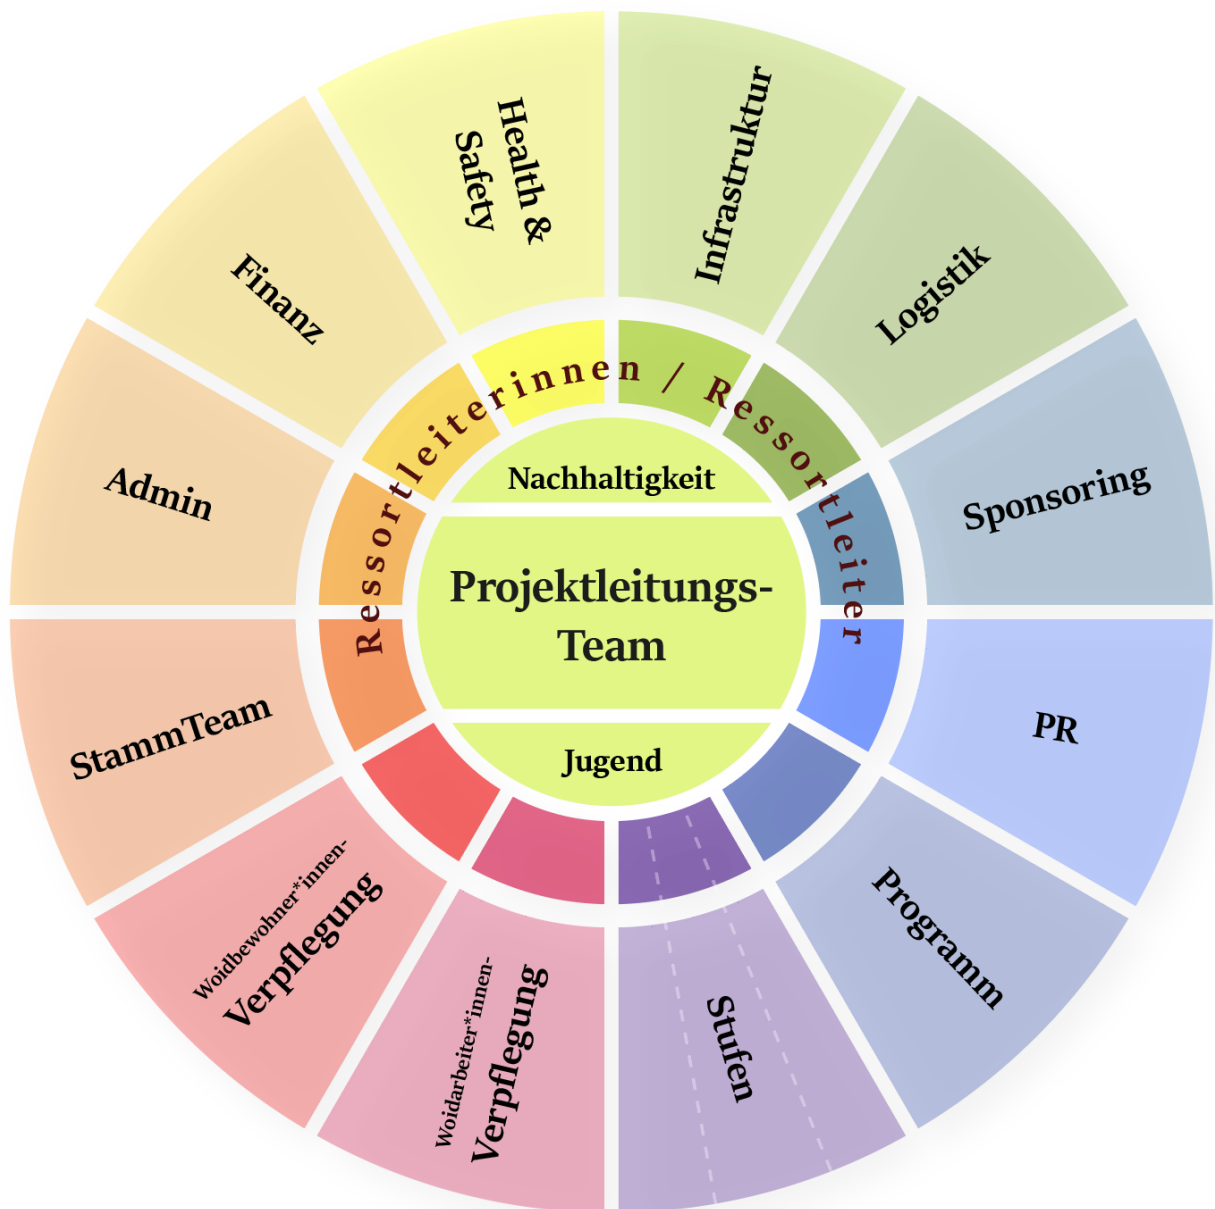 Health &
Safety
Infrastruktur
Logistik
Sponsoring
PR
Programm
Stufen
Woidarbeiter*innen-
Verpflegung
Woidbewohner*innen-
Verpflegung
StammTeam
Admin
Finanz
Ressortleiterinnen / Ressortleiter
Nachhaltigkeit
Projektleitungs-
Team
Jugend